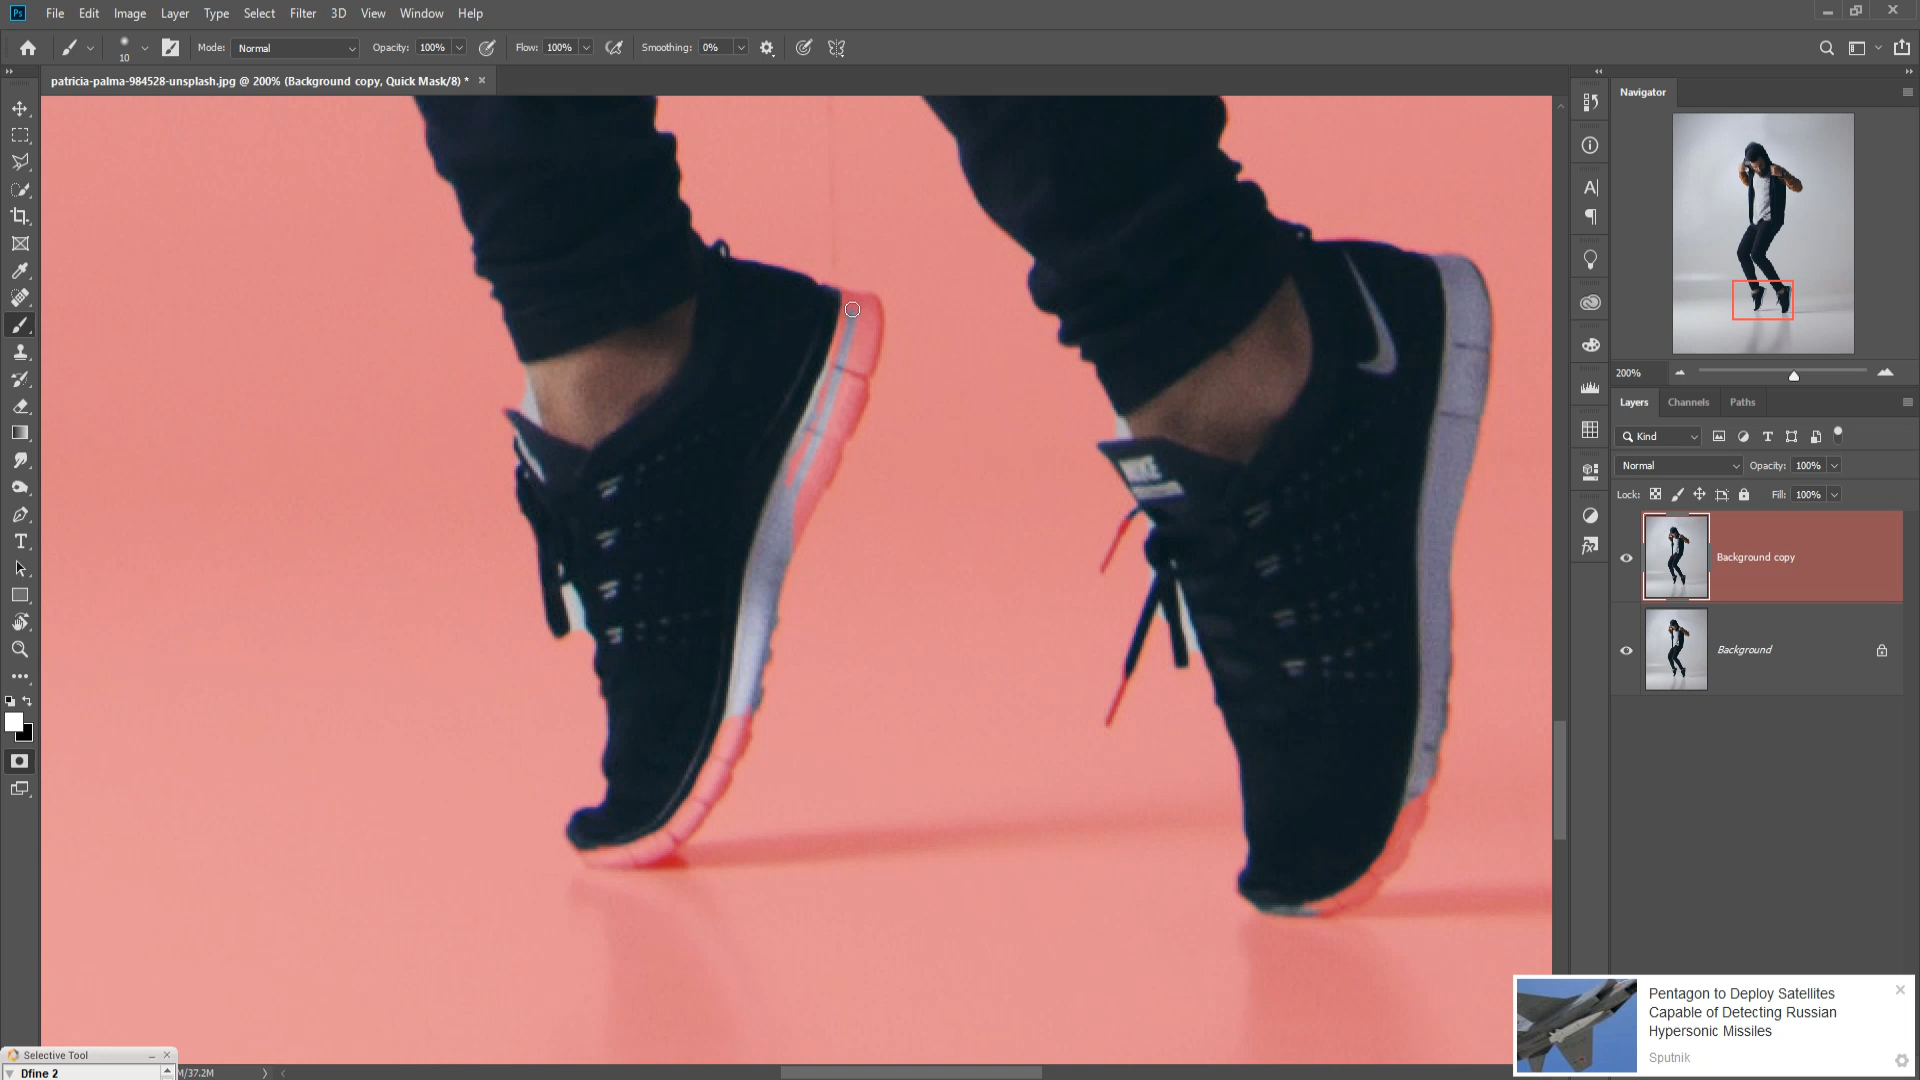 Ps File Edit Image Layer Type Select Filter 3D View Window Help
10 Mode: Normal Opacity: 100% Flow: 100% Smoothing: 0%
patricia-palma-984528-unsplash.jpg @ 200% (Background copy, Quick Mask/8) *
Navigator
200%
Layers Channels Paths
Kind
Normal Opacity: 100%
Lock: Fill: 100%
Background copy
Background
NIKE
Pentagon to Deploy Satellites
Capable of Detecting Russian
Hypersonic Missiles
Sputnik
Selective Tool
Dfine 2
M/37.2M